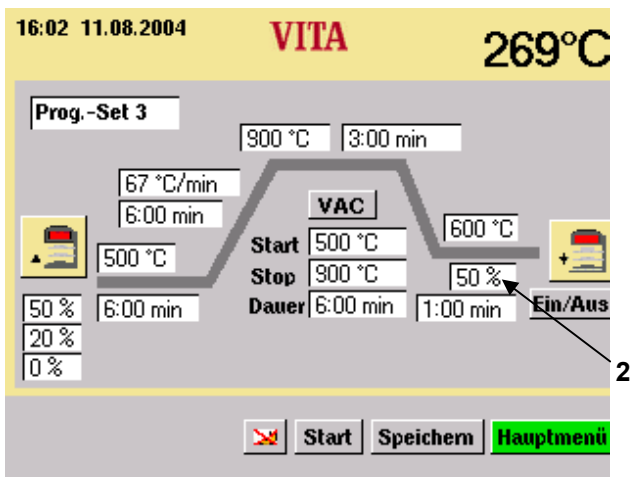 16:02 11.08.2004 VITA 269°C
Prog.-Set 3
900 °C 3:00 min
67 °C/min
6:00 min
VAC
600 °C
500 °C
Start 500 °C
Stop 900 °C
50 %
50 % 6:00 min Dauer 6:00 min 1:00 min Ein/Aus
20 %
0 %
2
Start Speichern Hauptmenü